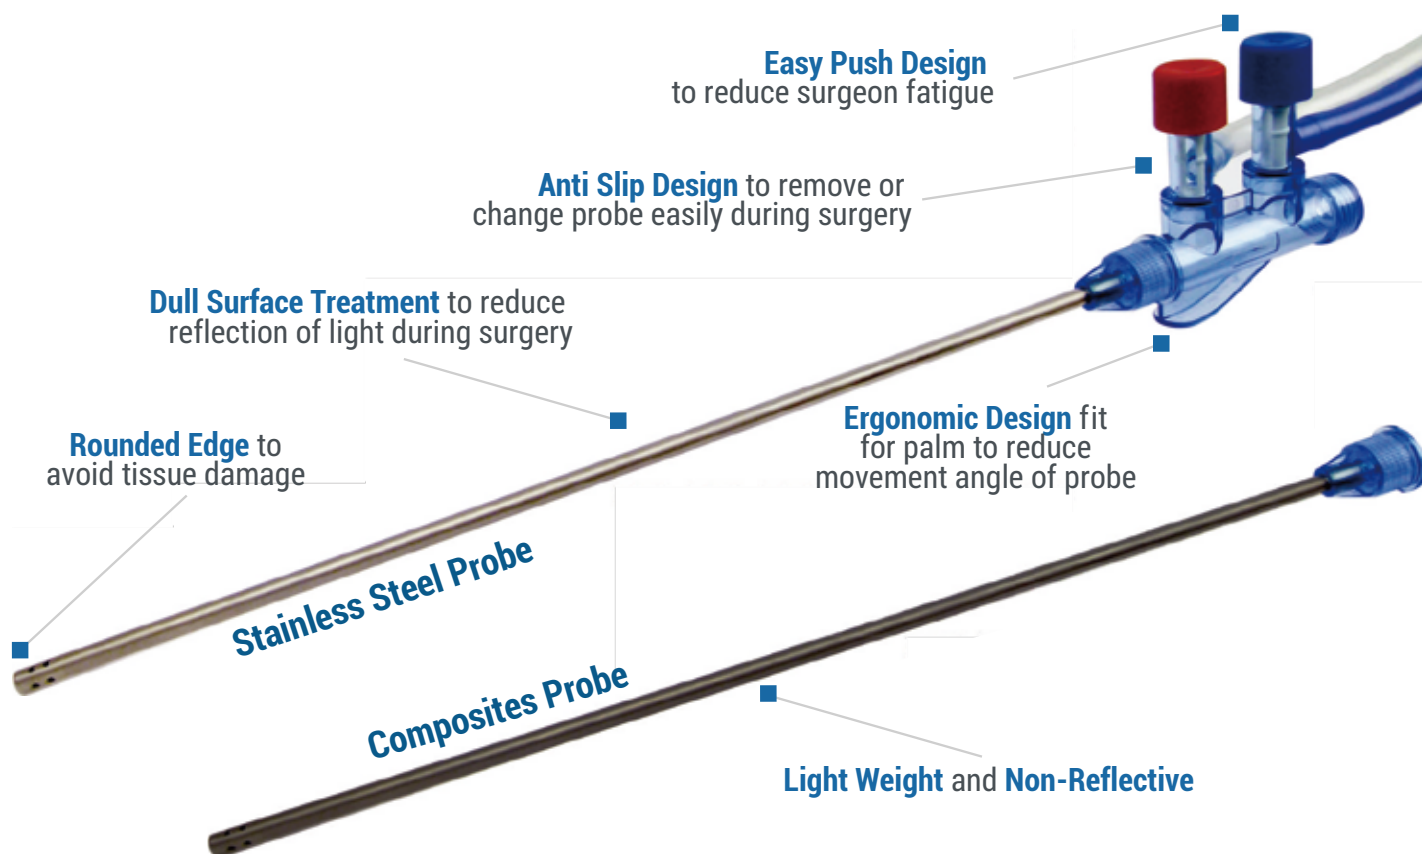 Easy Push Design
to reduce surgeon fatigue
Anti Slip Design to remove or
change probe easily during surgery
Dull Surface Treatment to reduce
reflection of light during surgery
Ergonomic Design fit
for palm to reduce
movement angle of probe
Rounded Edge to
avoid tissue damage
Stainless Steel Probe
Composites Probe
Light Weight and Non-Reflective